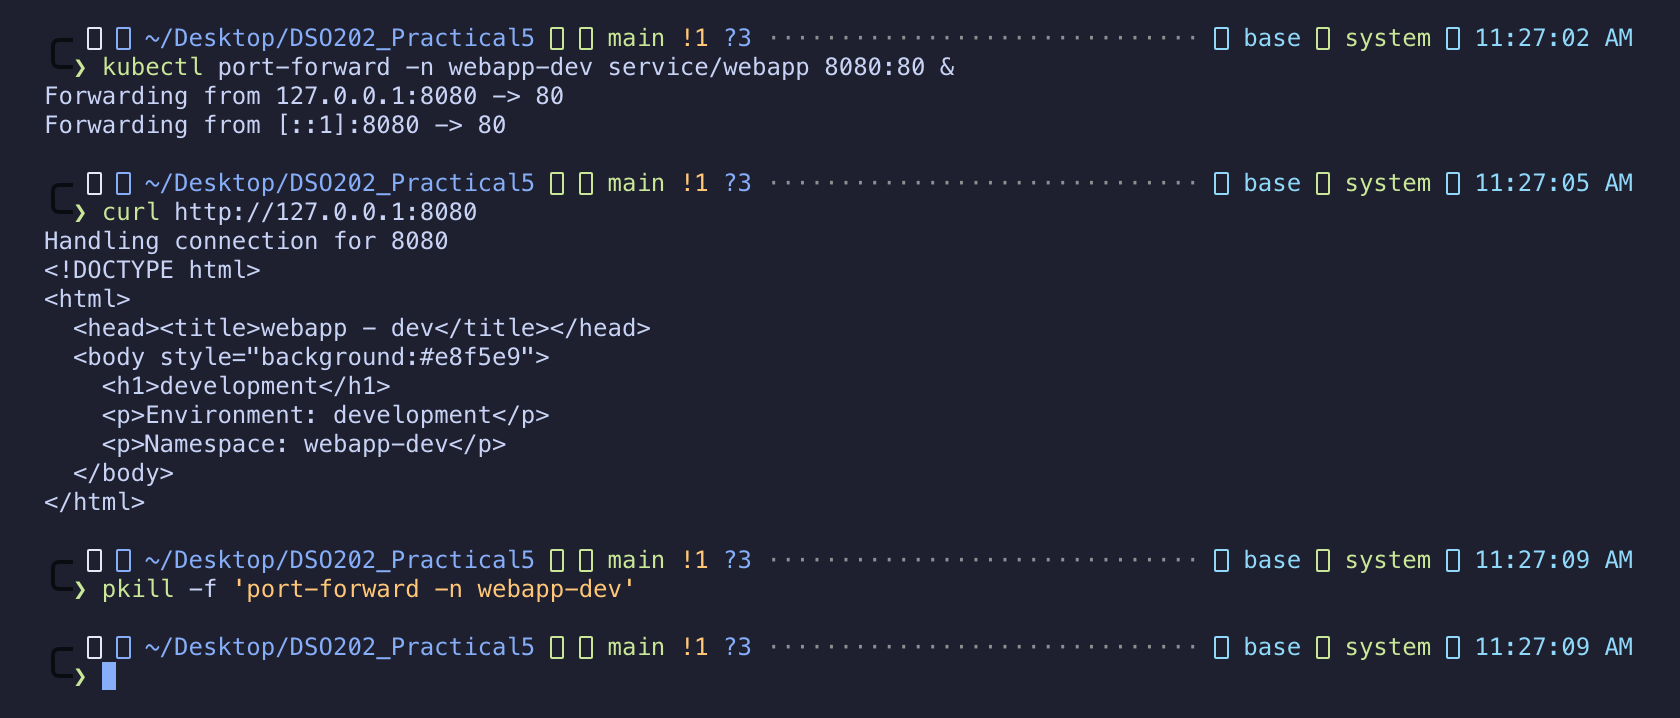 ~/Desktop/DSO202_Practical5 main !1 ?3 ······························ base system 11:27:02 AM
❯ kubectl port-forward -n webapp-dev service/webapp 8080:80 &
Forwarding from 127.0.0.1:8080 -> 80
Forwarding from [::1]:8080 -> 80
~/Desktop/DSO202_Practical5 main !1 ?3 ······························ base system 11:27:05 AM
❯ curl http://127.0.0.1:8080
Handling connection for 8080
<!DOCTYPE html>
<html>
  <head><title>webapp - dev</title></head>
  <body style="background:#e8f5e9">
    <h1>development</h1>
    <p>Environment: development</p>
    <p>Namespace: webapp-dev</p>
  </body>
</html>
~/Desktop/DSO202_Practical5 main !1 ?3 ······························ base system 11:27:09 AM
❯ pkill -f 'port-forward -n webapp-dev'
~/Desktop/DSO202_Practical5 main !1 ?3 ······························ base system 11:27:09 AM
❯